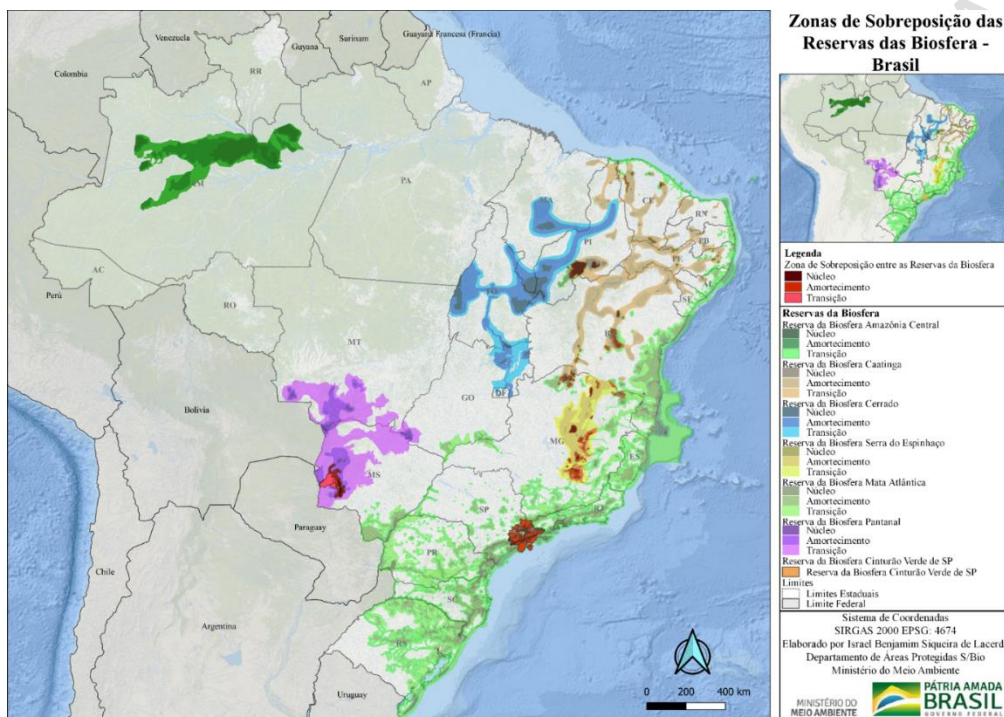 Zonas de Sobreposição das
Reservas das Biosfera -
Brasil
Venezuela
Guyana
Surinam
Guayana Francesa (Francia)
Colombia
RR
AP
AM
PA
MA
CE
RN
PB
PE
PI
AL
SE
AC
TO
Perú
RO
MT
BA
Bolivia
GO
DF
MG
ES
MS
SP
RJ
Paraguay
PR
SC
Chile
Argentina
RS
Uruguay
0 200 400 km
Legenda
Zona de Sobreposição entre as Reservas da Biosfera
Núcleo
Amortecimento
Transição
Reservas da Biosfera
Reserva da Biosfera Amazônia Central
Núcleo
Amortecimento
Transição
Reserva da Biosfera Caatinga
Núcleo
Amortecimento
Transição
Reserva da Biosfera Cerrado
Núcleo
Amortecimento
Transição
Reserva da Biosfera Serra do Espinhaço
Núcleo
Amortecimento
Transição
Reserva da Biosfera Mata Atlântica
Núcleo
Amortecimento
Transição
Reserva da Biosfera Pantanal
Núcleo
Amortecimento
Transição
Reserva da Biosfera Cinturão Verde de SP
Reserva da Biosfera Cinturão Verde de SP
Limites
Limites Estaduais
Limite Federal
Sistema de Coordenadas
SIRGAS 2000 EPSG: 4674
Elaborado por Israel Benjamim Siqueira de Lacerd
Departamento de Áreas Protegidas S/Bio
Ministério do Meio Ambiente
MINISTÉRIO DO
MEIO AMBIENTE
PÁTRIA AMADA
BRASIL
GOVERNO FEDERAL